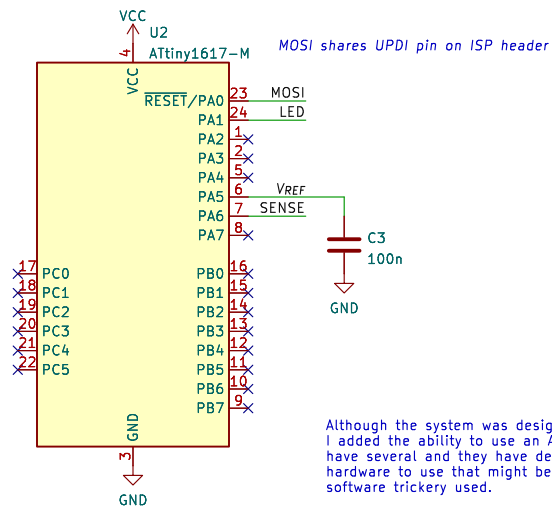 VCC
U2
ATtiny1617-M
MOSI shares UPDI pin on ISP header
4
VCC
RESET/PA0 23 MOSI
PA1 24 LED
PA2 1
PA3 2
PA4 5
PA5 6 VREF
PA6 7 SENSE
PA7 8
C3
100n
GND
17 PC0 PB0 16
18 PC1 PB1 15
19 PC2 PB2 14
20 PC3 PB3 13
21 PC4 PB4 12
22 PC5 PB5 11
PB6 10
PB7 9
GND
3
GND
Although the system was desig
I added the ability to use an A
have several and they have de
hardware to use that might be
software trickery used.